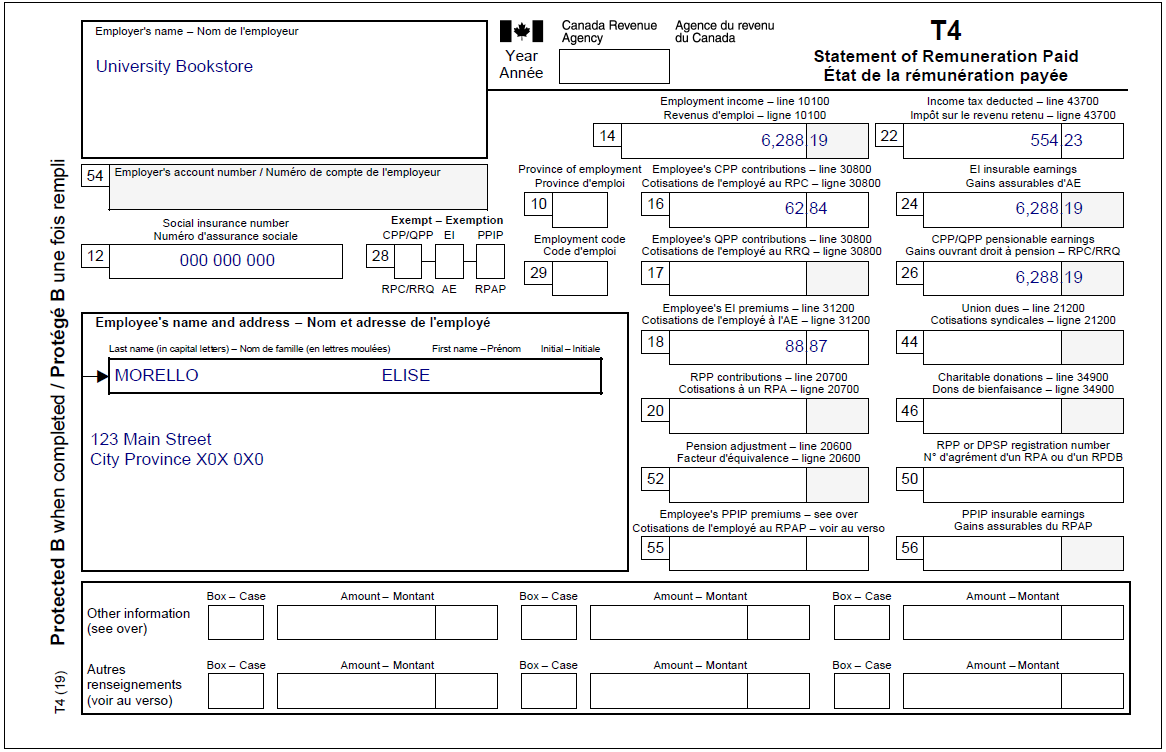 Employer's name – Nom de l'employeur
University Bookstore
Canada Revenue Agency
Agence du revenu du Canada
Year
Année
T4
Statement of Remuneration Paid
État de la rémunération payée
Employment income – line 10100
Revenus d'emploi – ligne 10100
14 6,288 19
Income tax deducted – line 43700
Impôt sur le revenu retenu – ligne 43700
22 554 23
54 Employer's account number / Numéro de compte de l'employeur
Province of employment
Province d'emploi
10
Employee's CPP contributions – line 30800
Cotisations de l'employé au RPC – ligne 30800
16 62 84
EI insurable earnings
Gains assurables d'AE
24 6,288 19
Social insurance number
Numéro d'assurance sociale
12 000 000 000
Exempt – Exemption
CPP/QPP EI PPIP
28
RPC/RRQ AE RPAP
Employment code
Code d'emploi
29
Employee's QPP contributions – line 30800
Cotisations de l'employé au RRQ – ligne 30800
17
CPP/QPP pensionable earnings
Gains ouvrant droit à pension – RPC/RRQ
26 6,288 19
Employee's name and address – Nom et adresse de l'employé
Last name (in capital letters) – Nom de famille (en lettres moulées) First name – Prénom Initial – Initiale
MORELLO ELISE
123 Main Street
City Province X0X 0X0
Employee's EI premiums – line 31200
Cotisations de l'employé à l'AE – ligne 31200
18 88 87
Union dues – line 21200
Cotisations syndicales – ligne 21200
44
RPP contributions – line 20700
Cotisations à un RPA – ligne 20700
20
Charitable donations – line 34900
Dons de bienfaisance – ligne 34900
46
Pension adjustment – line 20600
Facteur d'équivalence – ligne 20600
52
RPP or DPSP registration number
N° d'agrément d'un RPA ou d'un RPDB
50
Employee's PPIP premiums – see over
Cotisations de l'employé au RPAP – voir au verso
55
PPIP insurable earnings
Gains assurables du RPAP
56
Other information
(see over)
Box – Case Amount – Montant Box – Case Amount – Montant Box – Case Amount – Montant
Autres
renseignements
(voir au verso)
Box – Case Amount – Montant Box – Case Amount – Montant Box – Case Amount – Montant
T4 (19)
Protected B when completed / Protégé B une fois rempli